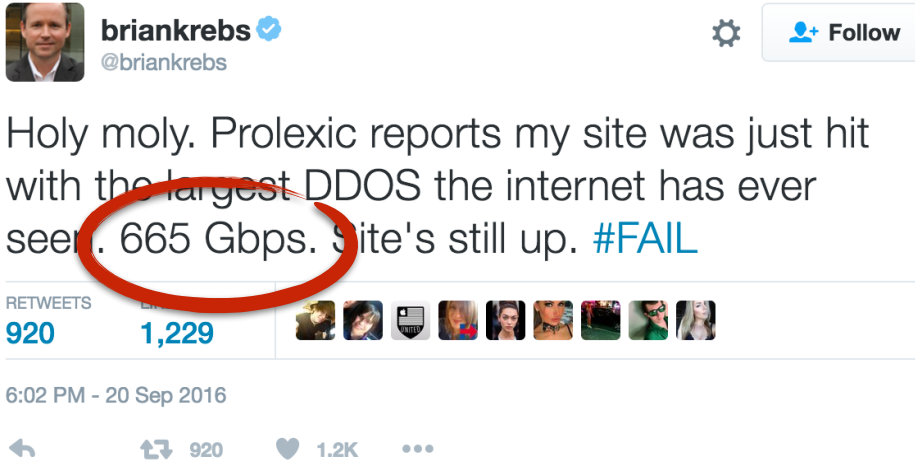 briankrebs
@briankrebs
Follow
Holy moly. Prolexic reports my site was just hit
with the largest DDOS the internet has ever
seen. 665 Gbps. Site's still up. #FAIL
RETWEETS
920 1,229
UNITED
6:02 PM - 20 Sep 2016
920 1.2K